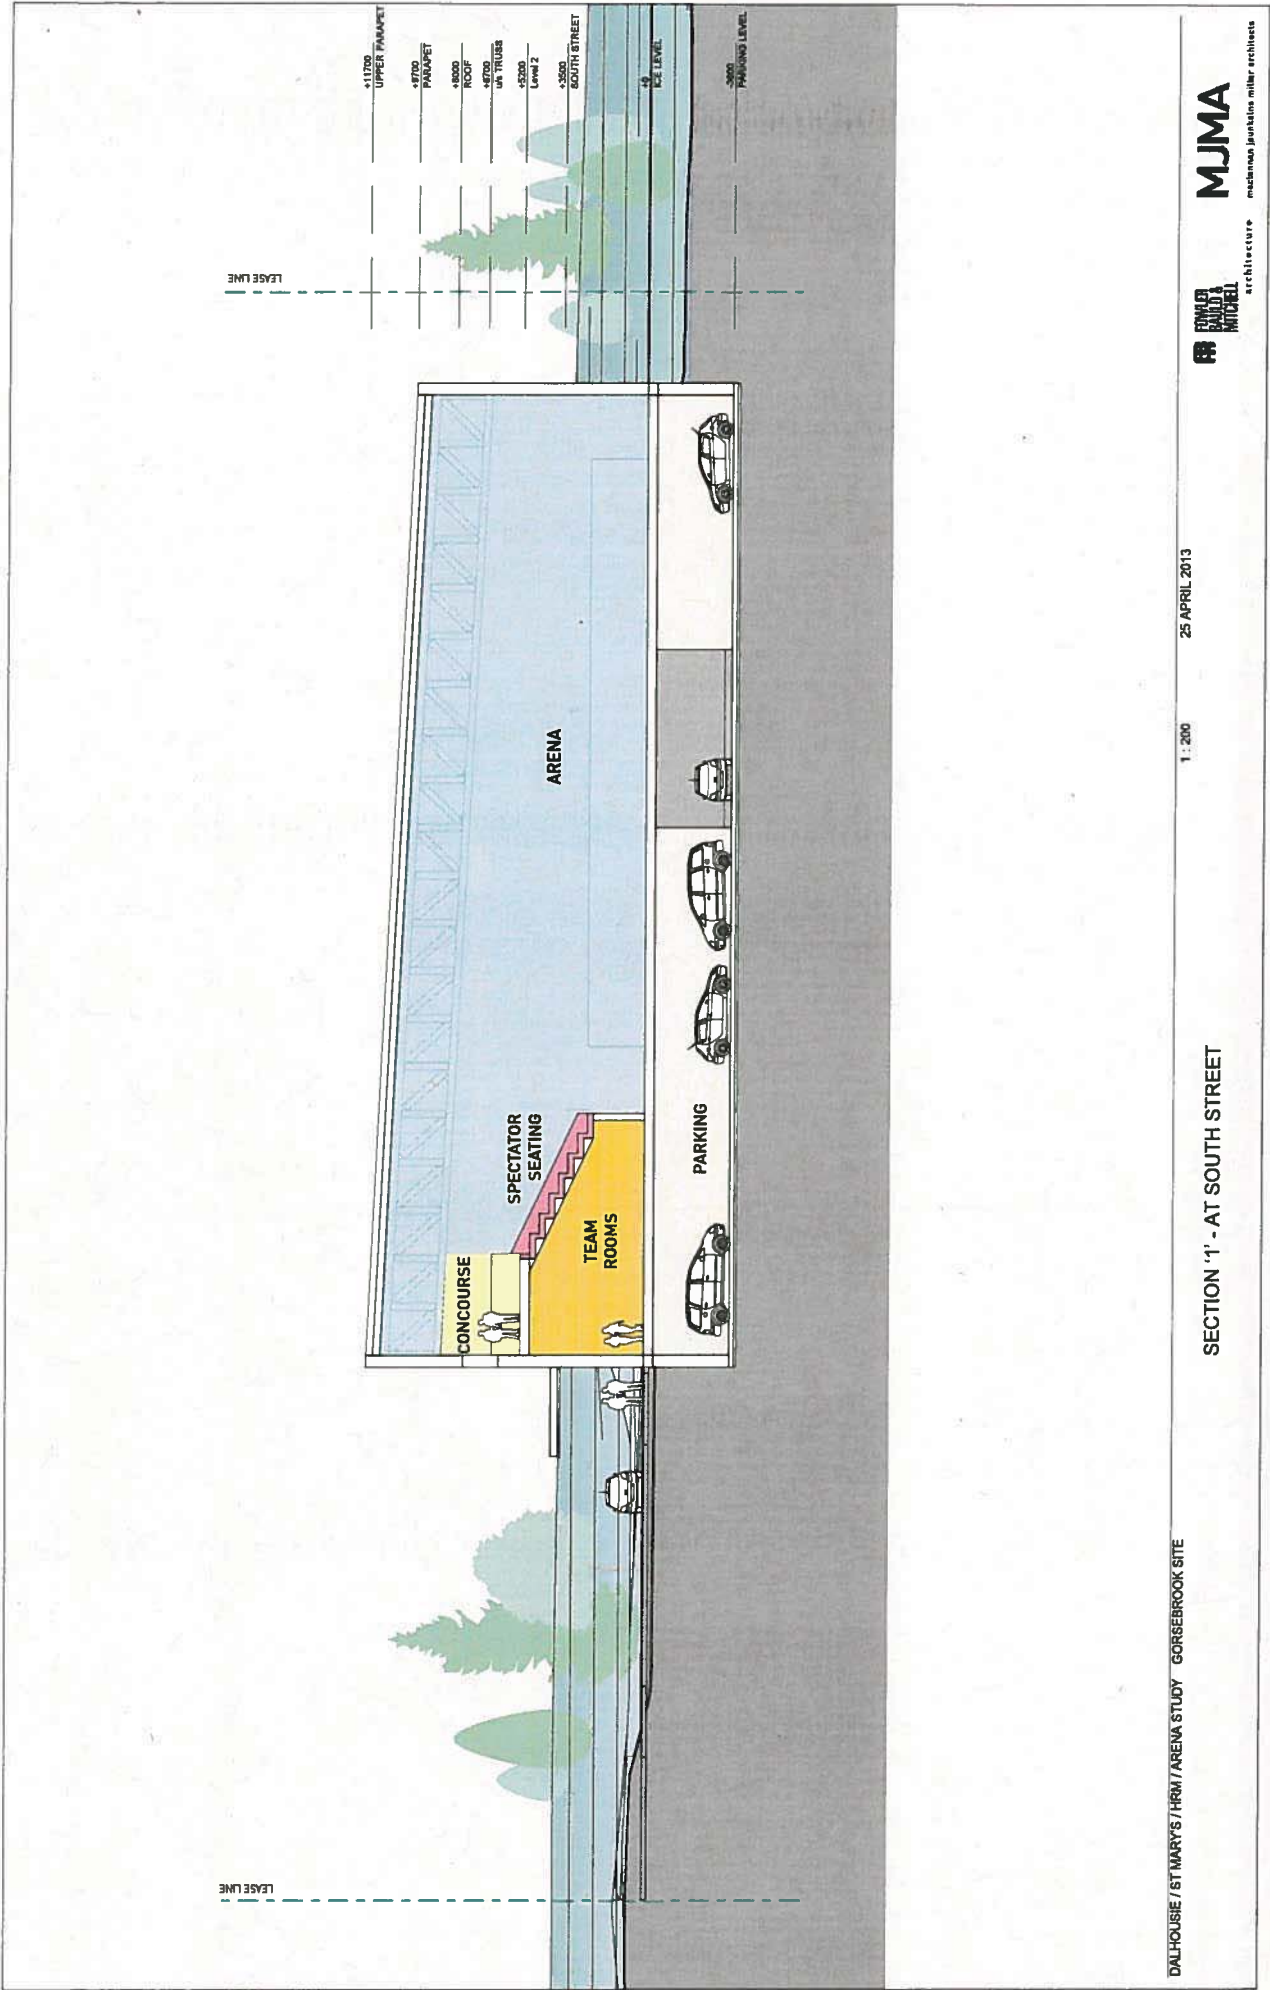 +11700
UPPER PARAPET
+9700
PARAPET
+8000
ROOF
+6700
u/s TRUSS
+5200
Level 2
+3500
SOUTH STREET
+0
ICE LEVEL
PARKING LEVEL
LEASE LINE
LEASE LINE
CONCOURSE
SPECTATOR
SEATING
TEAM
ROOMS
ARENA
PARKING
DALHOUSIE / ST MARY'S / HRM / ARENA STUDY GORSEBROOK SITE
SECTION '1' - AT SOUTH STREET
1 : 200
25 APRIL 2013
FOWLER
BAULD &
MITCHELL
MJMA
architecture maclennan jaunkalns miller architects